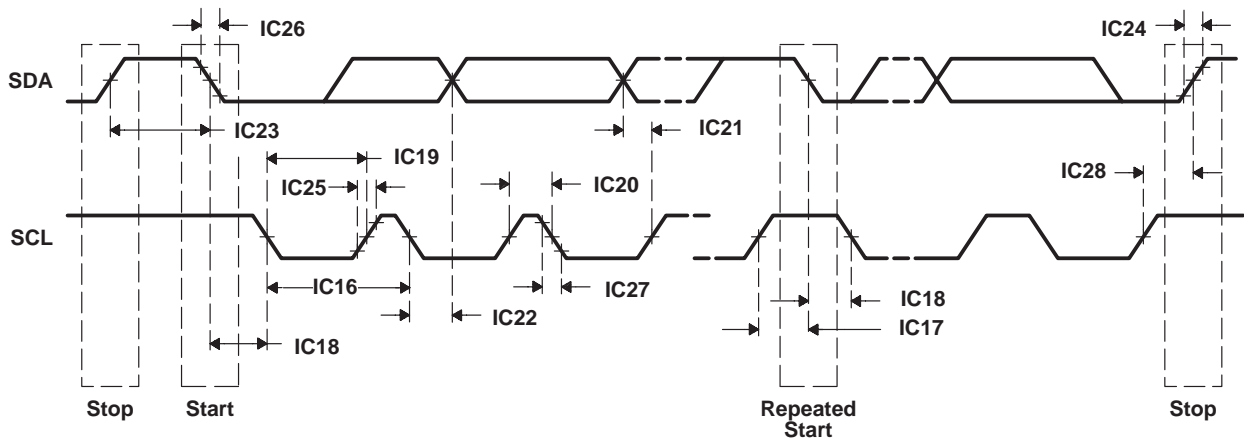 IC26
IC24
SDA
IC23
IC21
IC19
IC25
IC20
IC28
SCL
IC16
IC27
IC18
IC22
IC17
IC18
Stop
Start
Repeated
Start
Stop